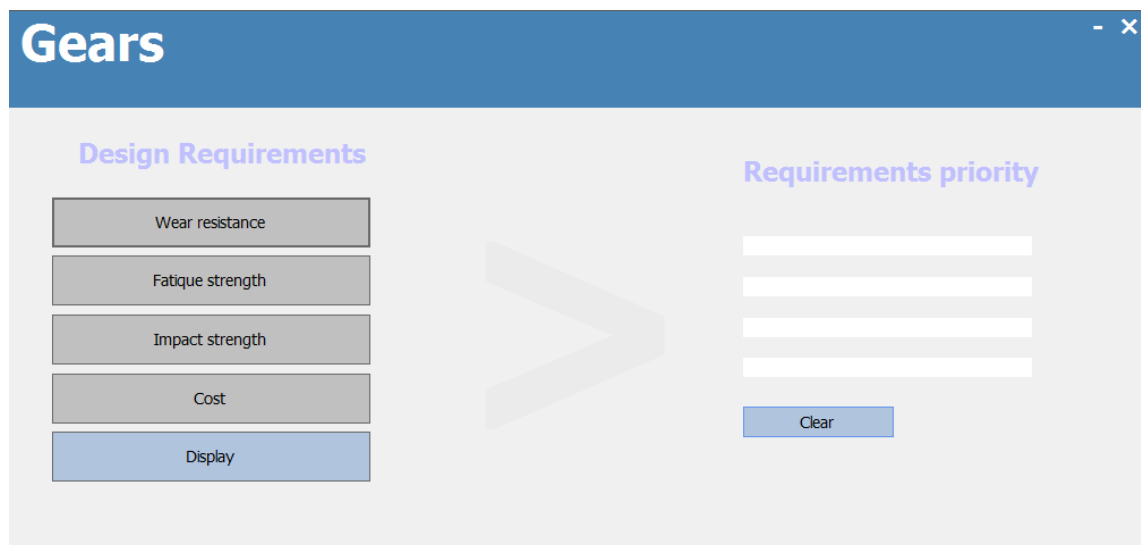 Gears
- ×
Design Requirements
Wear resistance
Fatique strength
Impact strength
Cost
Display
>
Requirements priority
Clear